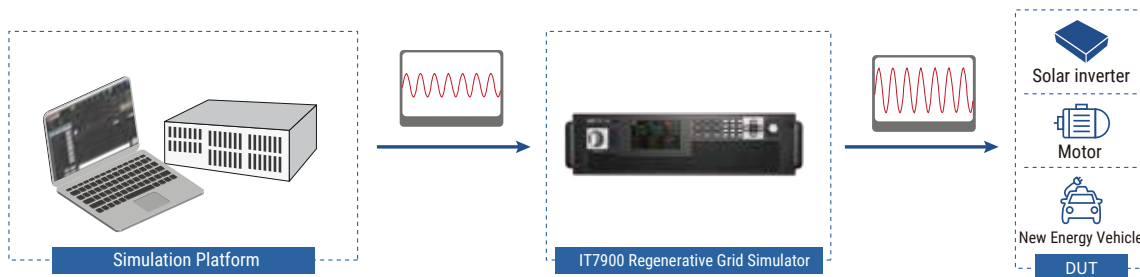 Solar inverter
Motor
New Energy Vehicle
Simulation Platform
IT7900 Regenerative Grid Simulator
DUT